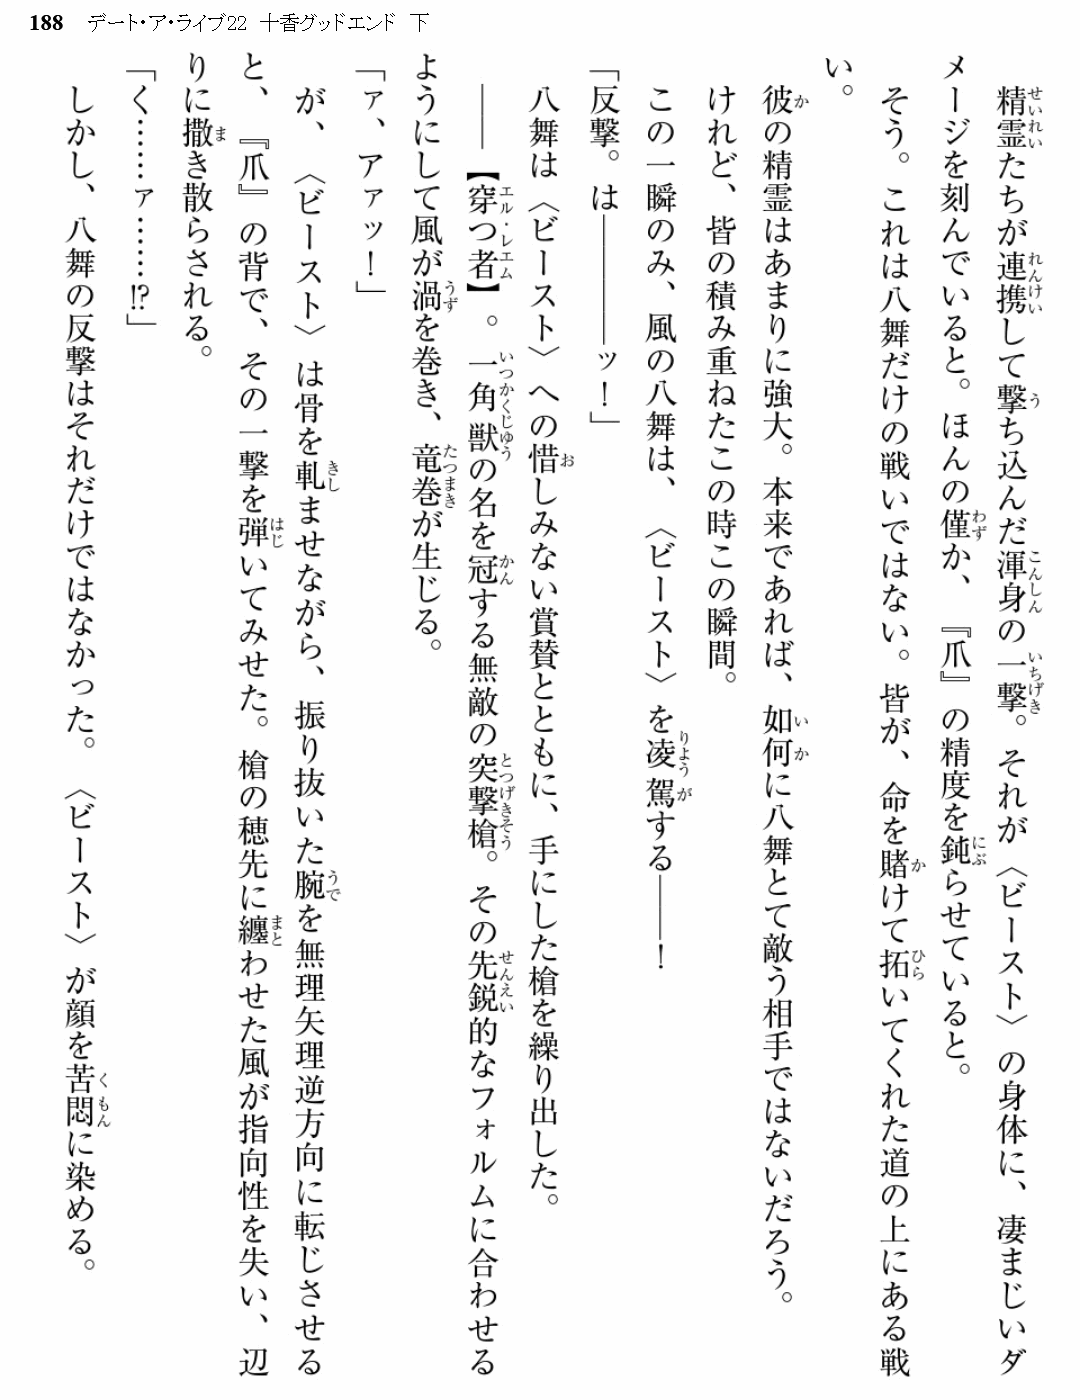 188 デート・ア・ライブ22 十香グッドエンド 下
精霊たちが連携して撃ち込んだ渾身の一撃。それが〈ビースト〉の身体に、凄まじいダ
メージを刻んでいると。ほんの僅か、『爪』の精度を鈍らせていると。
そう。これは八舞だけの戦いではない。皆が、命を賭けて拓いてくれた道の上にある戦
い。
彼の精霊はあまりに強大。本来であれば、如何に八舞とて敵う相手ではないだろう。
けれど、皆の積み重ねたこの時この瞬間。
この一瞬のみ、風の八舞は、〈ビースト〉を凌駕する――！
「反撃。は――――ッ！」
八舞は〈ビースト〉への惜しみない賞賛とともに、手にした槍を繰り出した。
――【穿つ者】。一角獣の名を冠する無敵の突撃槍。その先鋭的なフォルムに合わせる
ようにして風が渦を巻き、竜巻が生じる。
「ァ、アァッ！」
が、〈ビースト〉は骨を軋ませながら、振り抜いた腕を無理矢理逆方向に転じさせる
と、『爪』の背で、その一撃を弾いてみせた。槍の穂先に纏わせた風が指向性を失い、辺
りに撒き散らされる。
「く……ァ……!?」
しかし、八舞の反撃はそれだけではなかった。〈ビースト〉が顔を苦悶に染める。